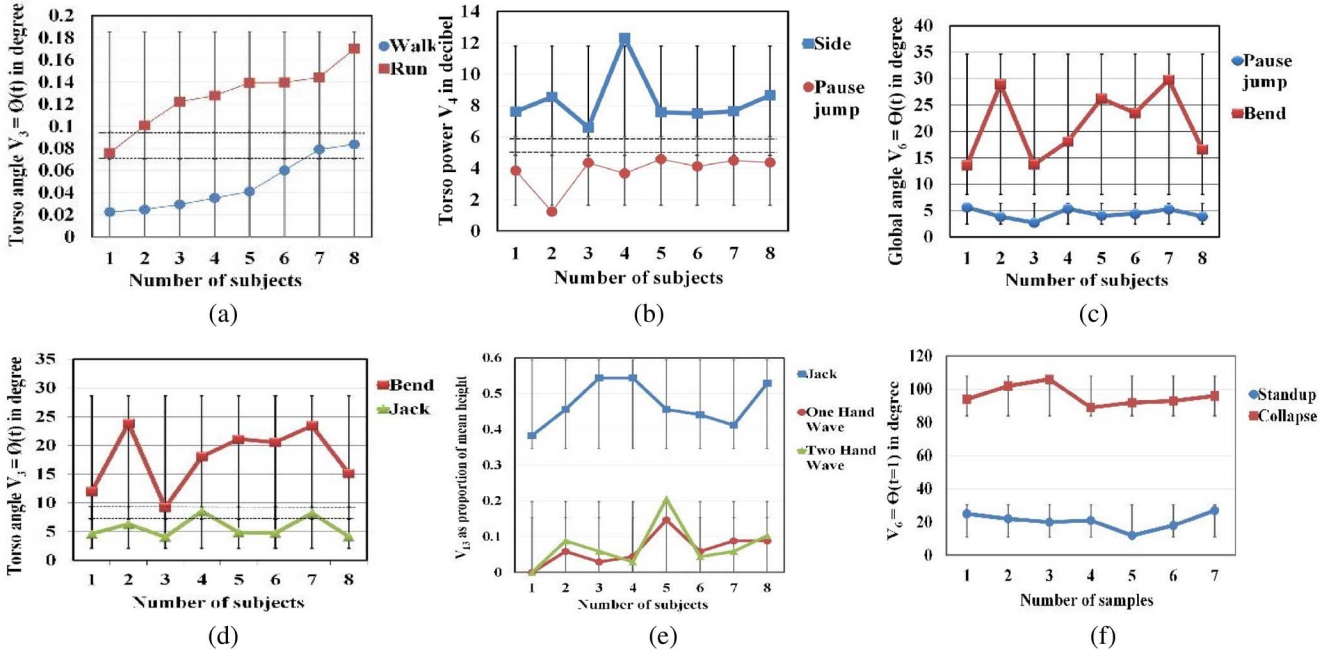 Torso angle V3 = Ø(t) in degree
0.2
0.18
0.16
0.14
0.12
0.1
0.08
0.06
0.04
0.02
0
1 2 3 4 5 6 7 8
Number of subjects
Walk
Run
(a)
Torso power V4 in decibel
14
12
10
8
6
4
2
0
1 2 3 4 5 6 7 8
Number of subjects
Side
Pause
jump
(b)
Global angle V6 = Θ(t) in degree
40
35
30
25
20
15
10
5
0
1 2 3 4 5 6 7 8
Number of subjects
Pause
jump
Bend
(c)
Torso angle V3 = Ø(t) in degree
35
30
25
20
15
10
5
0
1 2 3 4 5 6 7 8
Number of subjects
Bend
Jack
(d)
V13 as proportion of mean height
0.6
0.5
0.4
0.3
0.2
0.1
0
1 2 3 4 5 6 7 8
Number of subjects
Jack
One Hand
Wave
Two Hand
Wave
(e)
V6 = Θ(t=1) in degree
120
100
80
60
40
20
0
1 2 3 4 5 6 7
Number of samples
Standup
Collapse
(f)